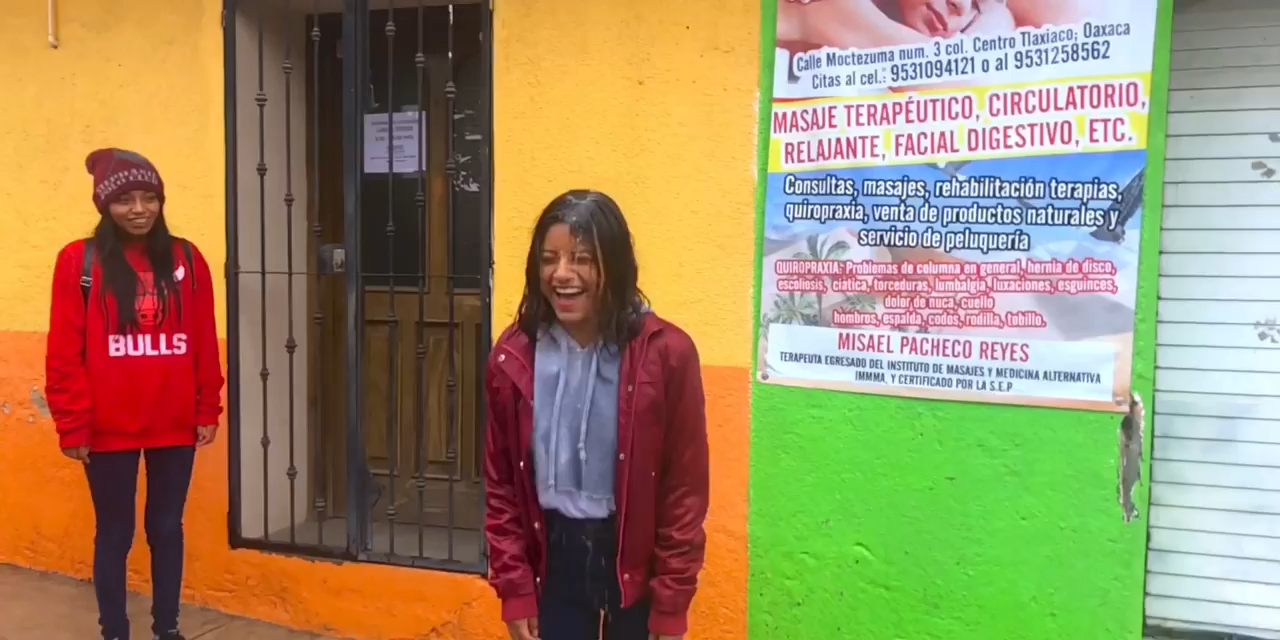 Calle Moctezuma num. 3 col. Centro Tlaxiaco; Oaxaca
Citas al cel.: 9531094121 o al 9531258562
MASAJE TERAPÉUTICO, CIRCULATORIO,
RELAJANTE, FACIAL DIGESTIVO, ETC.
Consultas, masajes, rehabilitación terapias,
quiropraxia, venta de productos naturales y
servicio de peluquería
QUIROPRAXIA: Problemas de columna en general, hernia de disco,
escoliosis, ciática, torceduras, lumbalgia, luxaciones, esguinces,
dolor de nuca, cuello
hombros, espalda, codos, rodilla, tobillo.
MISAEL PACHECO REYES
TERAPEUTA EGRESADO DEL INSTITUTO DE MASAJES Y MEDICINA ALTERNATIVA
IMMMA, Y CERTIFICADO POR LA S.E.P
BULLS